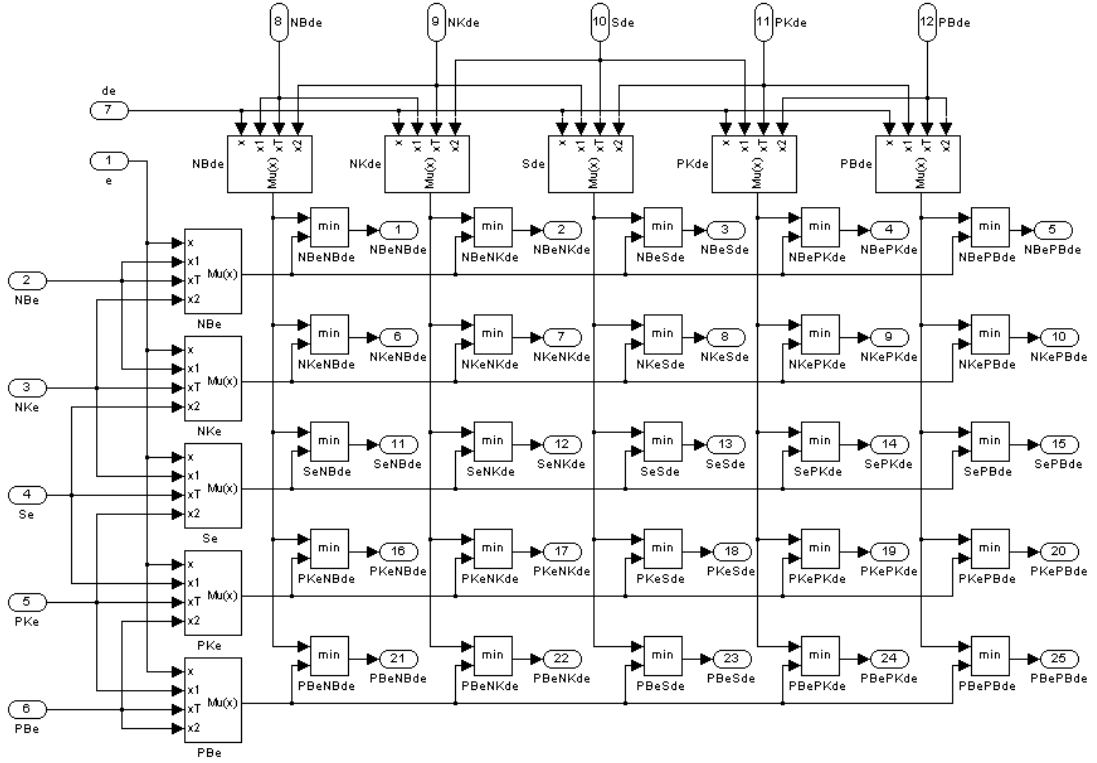 8 NBde 9 NKde 10 Sde 11 PKde 12 PBde
de
7
x x1 xT x2 x x1 xT x2 x x1 xT x2 x x1 xT x2 x x1 xT x2
NBde Mu(x) NKde Mu(x) Sde Mu(x) PKde Mu(x) PBde Mu(x)
1
e
min 1 min 2 min 3 min 4 min 5
NBeNBde NBeNBde NBeNKde NBeNKde NBeSde NBeSde NBePKde NBePKde NBePBde NBePBde
x
x1
2 xT Mu(x)
NBe x2
NBe
min 6 min 7 min 8 min 9 min 10
NKeNBde NKeNBde NKeNKde NKeNKde NKeSde NKeSde NKePKde NKePKde NKePBde NKePBde
x
x1
3 xT Mu(x)
NKe x2
NKe
min 11 min 12 min 13 min 14 min 15
SeNBde SeNBde SeNKde SeNKde SeSde SeSde SePKde SePKde SePBde SePBde
x
x1
4 xT Mu(x)
Se x2
Se
min 16 min 17 min 18 min 19 min 20
PKeNBde PKeNBde PKeNKde PKeNKde PKeSde PKeSde PKePKde PKePKde PKePBde PKePBde
x
x1
5 xT Mu(x)
PKe x2
PKe
min 21 min 22 min 23 min 24 min 25
PBeNBde PBeNBde PBeNKde PBeNKde PBeSde PBeSde PBePKde PBePKde PBePBde PBePBde
x
x1
6 xT Mu(x)
PBe x2
PBe